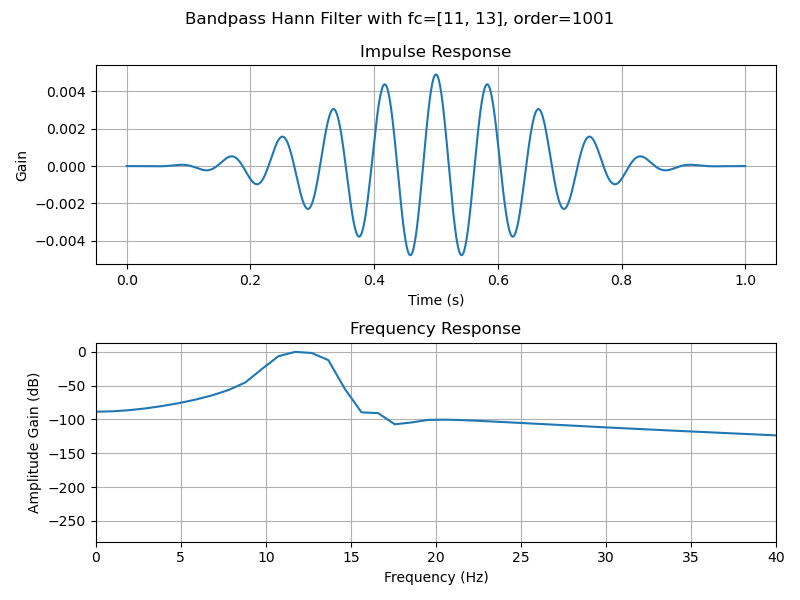 Bandpass Hann Filter with fc=[11, 13], order=1001
Impulse Response
0.004
0.002
0.000
−0.002
−0.004
Gain
0.0 0.2 0.4 0.6 0.8 1.0
Time (s)
Frequency Response
0
−50
−100
−150
−200
−250
Amplitude Gain (dB)
0 5 10 15 20 25 30 35 40
Frequency (Hz)